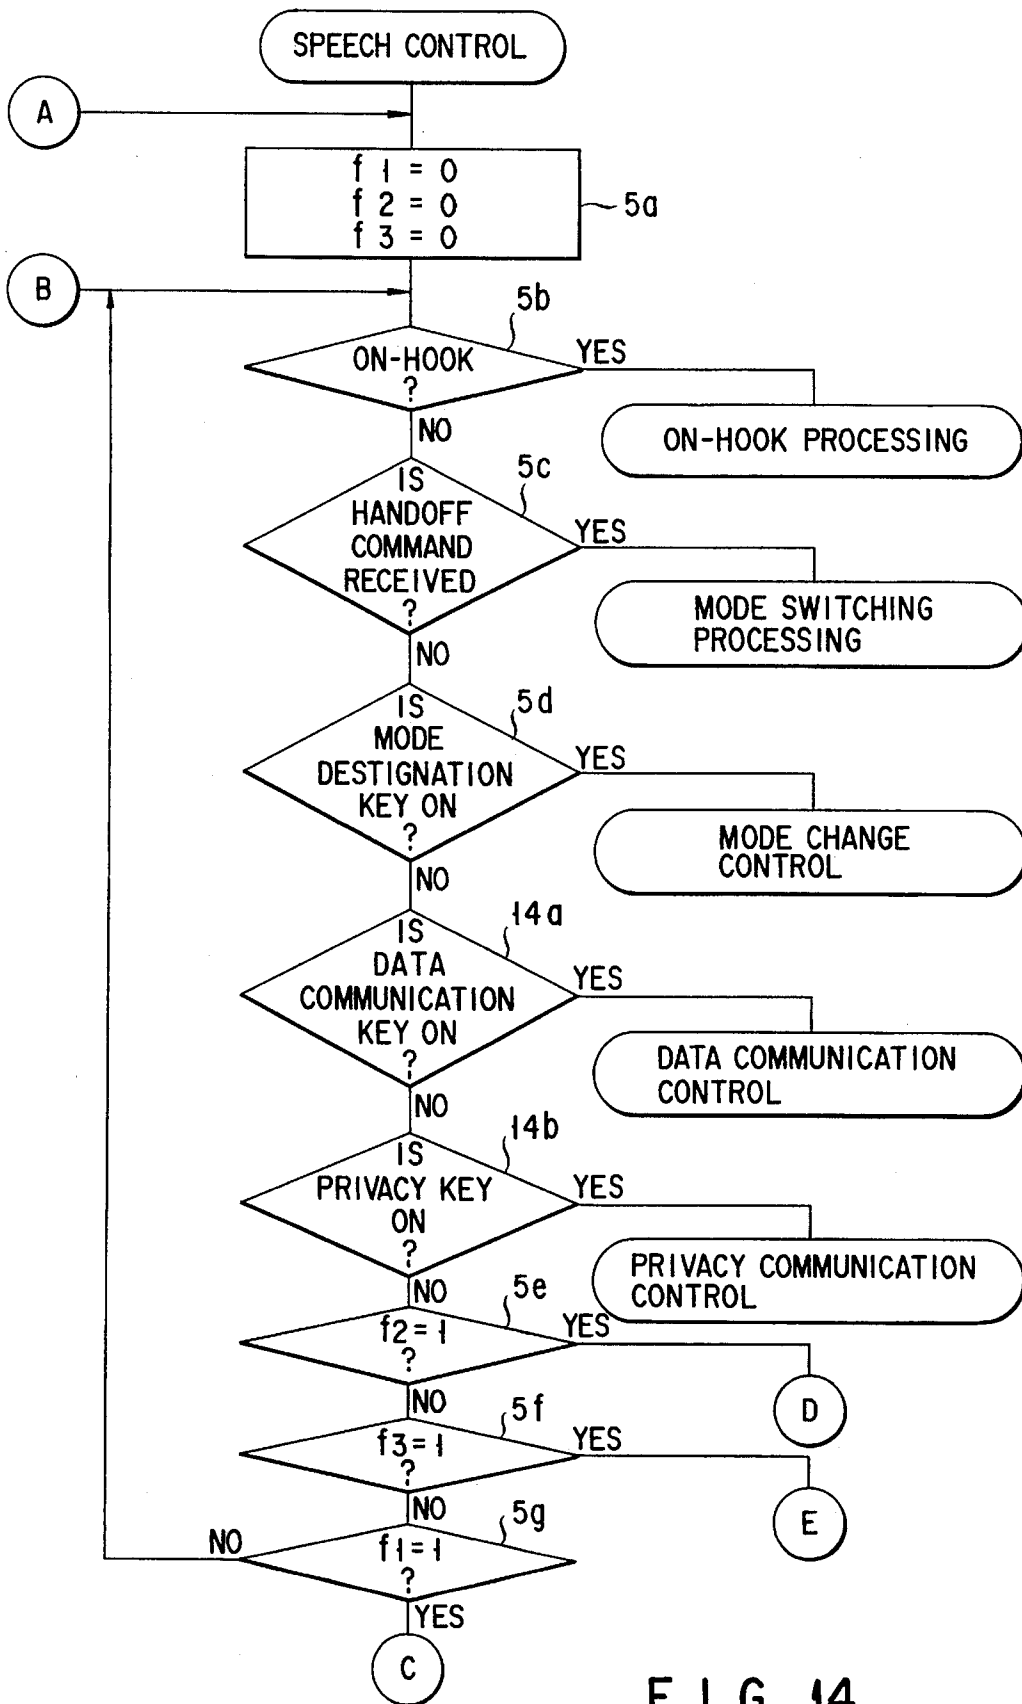 SPEECH CONTROL
A
f1 = 0
f2 = 0
f3 = 0
5a
B
5b
ON-HOOK
?
YES
NO
ON-HOOK PROCESSING
5c
IS
HANDOFF
COMMAND
RECEIVED
?
YES
NO
MODE SWITCHING
PROCESSING
5d
IS
MODE
DESTIGNATION
KEY ON
?
YES
NO
MODE CHANGE
CONTROL
14a
IS
DATA
COMMUNICATION
KEY ON
?
YES
NO
DATA COMMUNICATION
CONTROL
14b
IS
PRIVACY KEY
ON
?
YES
NO
PRIVACY COMMUNICATION
CONTROL
5e
f2=1
?
YES
NO
D
5f
f3=1
?
YES
NO
E
5g
NO
f1=1
?
YES
C
FIG. 14